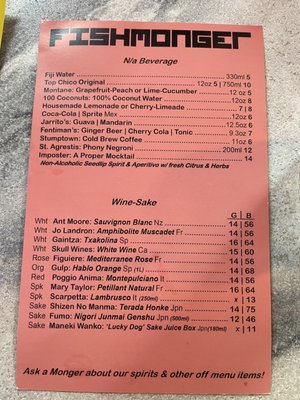 FISHMONGER
N/a Beverage
Fiji Water 330ml 5
Topo Chico Original 12oz 5 | 750ml 10
Montane: Grapefruit-Peach or Lime-Cucumber 12 oz 5
100 Coconuts: 100% Coconut Water 12oz 8
Housemade Lemonade or Cherry-Limeade 7 | 8
Coca-Cola | Sprite Mex 12oz 6
Jarrito's: Guava | Mandarin 12.5oz 6
Fentiman's: Ginger Beer | Cherry Cola | Tonic 9.3oz 7
Stumptown: Cold Brew Coffee 11oz 6
St. Agrestis: Phony Negroni 200ml 12
Imposter: A Proper Mocktail 14
Non-Alcoholic Seedlip Spirit & Aperitivo w/ fresh Citrus & Herbs
Wine-Sake
G | B
Wht Ant Moore: Sauvignon Blanc Nz 14 | 56
Wht Jo Landron: Amphibolite Muscadet Fr 14 | 56
Wht Gaintza: Txakolina Sp 16 | 64
Wht Skull Wines: White Wine Ca 15 | 60
Rose Figuiere: Mediterranee Rose Fr 14 | 56
Org Gulp: Hablo Orange Sp (1L) 14 | 68
Red Poggio Anima: Montepulciano It 14 | 56
Spk Mary Taylor: Petillant Natural Fr 16 | 64
Spk Scarpetta: Lambrusco It (250ml) x | 13
Sake Shizen No Manma: Terada Honke Jpn 14 | 75
Sake Fumo: Nigori Junmai Genshu Jpn (500ml) 12 | 46
Sake Maneki Wanko: 'Lucky Dog' Sake Juice Box Jpn(180ml) x | 11
Ask a Monger about our spirits & other off menu items!